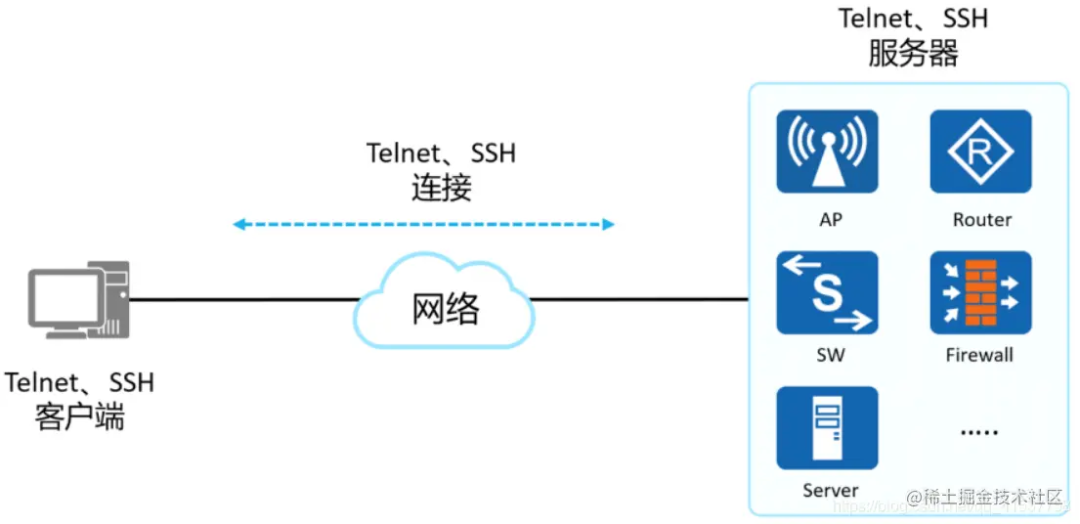 Telnet、SSH
服务器
Telnet、SSH
连接
AP
Router
R
网络
S
SW
Firewall
Telnet、SSH
客户端
Server
.....
@稀土掘金技术社区